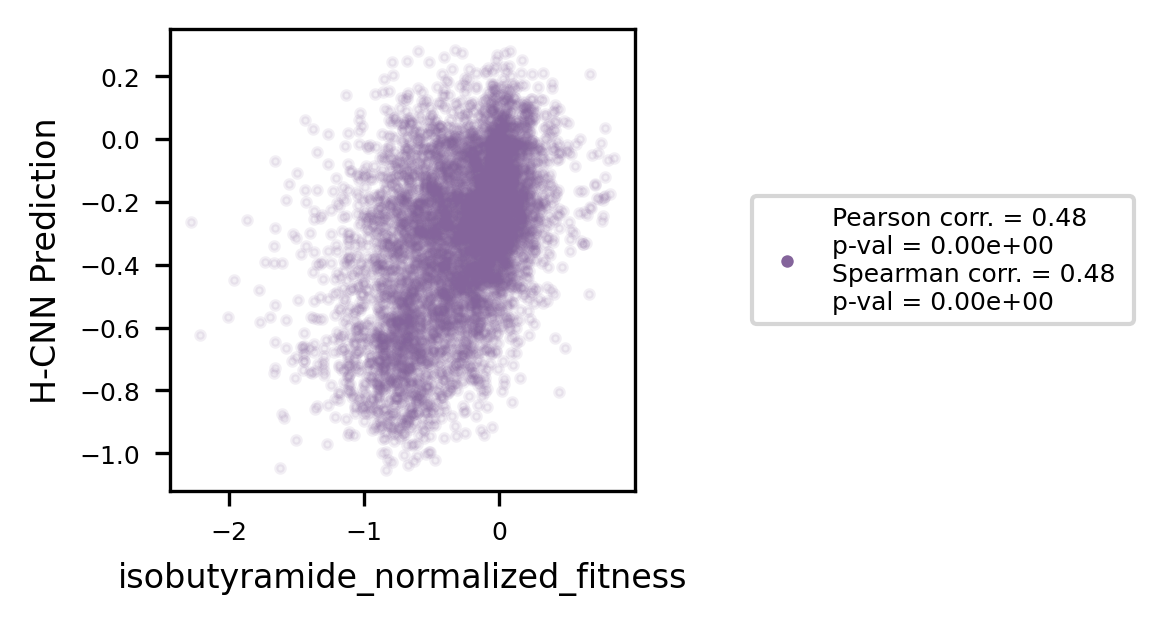 0.2
0.0
−0.2
−0.4
−0.6
−0.8
−1.0
H-CNN Prediction
−2
−1
0
isobutyramide_normalized_fitness
Pearson corr. = 0.48
p-val = 0.00e+00
Spearman corr. = 0.48
p-val = 0.00e+00